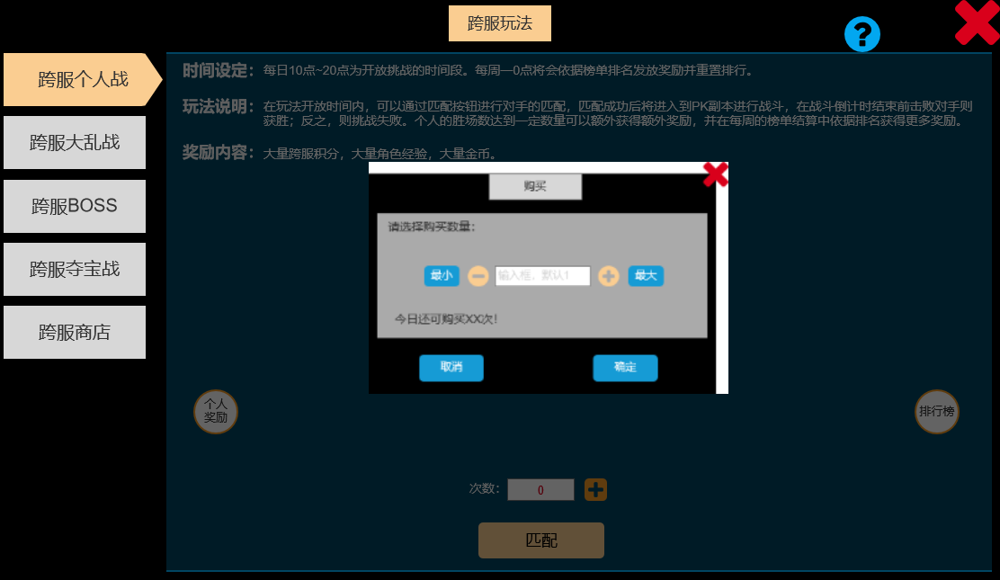 跨服玩法
?
跨服个人战
跨服大乱战
跨服BOSS
跨服夺宝战
跨服商店
时间设定：每日10点~20点为开放挑战的时间段。每周一0点将会依据榜单排名发放奖励并重置排行。
玩法说明：在玩法开放时间内，可以通过匹配按钮进行对手的匹配，匹配成功后将进入到PK副本进行战斗，在战斗倒计时结束前击败对手则
获胜；反之，则挑战失败。个人的胜场数达到一定数量可以额外获得额外奖励，并在每周的榜单结算中依据排名获得更多奖励。
奖励内容：大量跨服积分，大量角色经验，大量金币。
购买
请选择购买数量：
最小 输入框，默认1 最大
今日还可购买XX次！
取消 确定
个人
奖励
排行榜
次数： 0
匹配